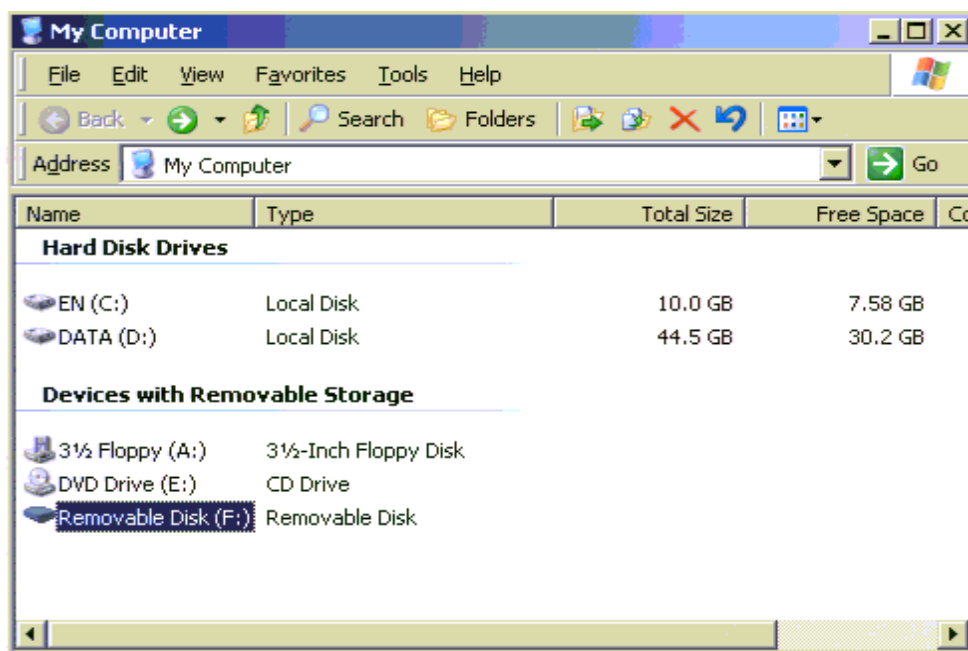 My Computer
File Edit View Favorites Tools Help
Back Search Folders
Address My Computer Go
Name Type Total Size Free Space Co
Hard Disk Drives
EN (C:) Local Disk 10.0 GB 7.58 GB
DATA (D:) Local Disk 44.5 GB 30.2 GB
Devices with Removable Storage
3½ Floppy (A:) 3½-Inch Floppy Disk
DVD Drive (E:) CD Drive
Removable Disk (F:) Removable Disk